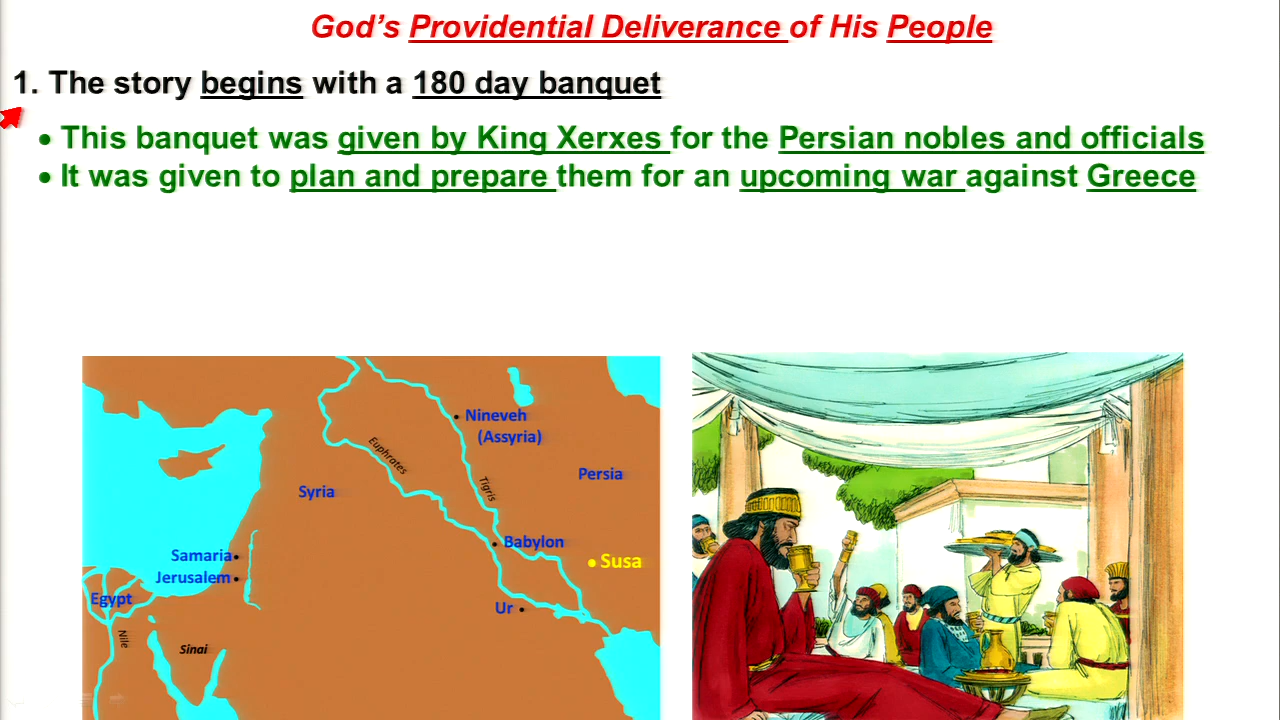 God's Providential Deliverance of His People
1. The story begins with a 180 day banquet
• This banquet was given by King Xerxes for the Persian nobles and officials
• It was given to plan and prepare them for an upcoming war against Greece
Nineveh
(Assyria)
Euphrates
Persia
Tigris
Syria
Babylon
Samaria
Susa
Jerusalem
Egypt
Ur
Nile
Sinai